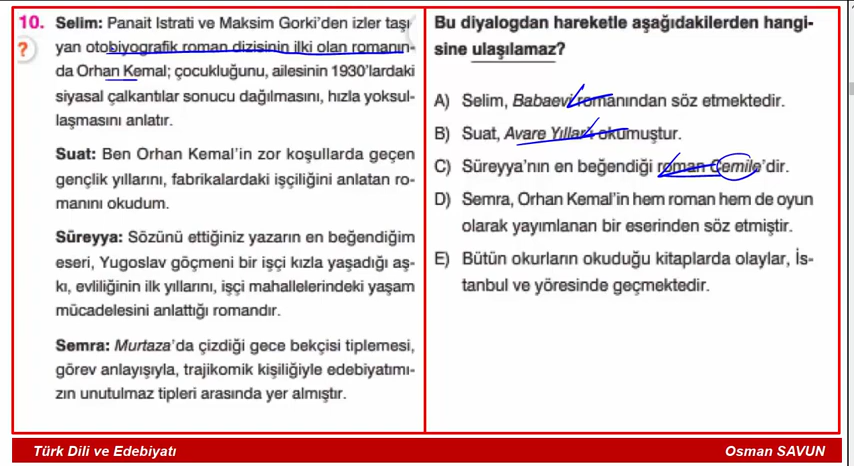 10. Selim: Panait Istrati ve Maksim Gorki'den izler taşı
? yan otobiyografik roman dizisinin ilki olan romanın-
da Orhan Kemal; çocukluğunu, ailesinin 1930'lardaki
siyasal çalkantılar sonucu dağılmasını, hızla yoksul-
laşmasını anlatır.
Suat: Ben Orhan Kemal'in zor koşullarda geçen
gençlik yıllarını, fabrikalardaki işçiliğini anlatan ro-
manını okudum.
Süreyya: Sözünü ettiğiniz yazarın en beğendiğim
eseri, Yugoslav göçmeni bir işçi kızla yaşadığı aş-
kı, evliliğinin ilk yıllarını, işçi mahallelerindeki yaşam
mücadelesini anlattığı romandır.
Semra: Murtaza'da çizdiği gece bekçisi tiplemesi,
görev anlayışıyla, trajikomik kişiliğiyle edebiyatımı-
zın unutulmaz tipleri arasında yer almıştır.
Bu diyalogdan hareketle aşağıdakilerden hangi-
sine ulaşılamaz?
A) Selim, Babaevi romanından söz etmektedir.
B) Suat, Avare Yıllar'ı okumuştur.
C) Süreyya'nın en beğendiği roman Cemile'dir.
D) Semra, Orhan Kemal'in hem roman hem de oyun
olarak yayımlanan bir eserinden söz etmiştir.
E) Bütün okurların okuduğu kitaplarda olaylar, İs-
tanbul ve yöresinde geçmektedir.
Türk Dili ve Edebiyatı
Osman SAVUN